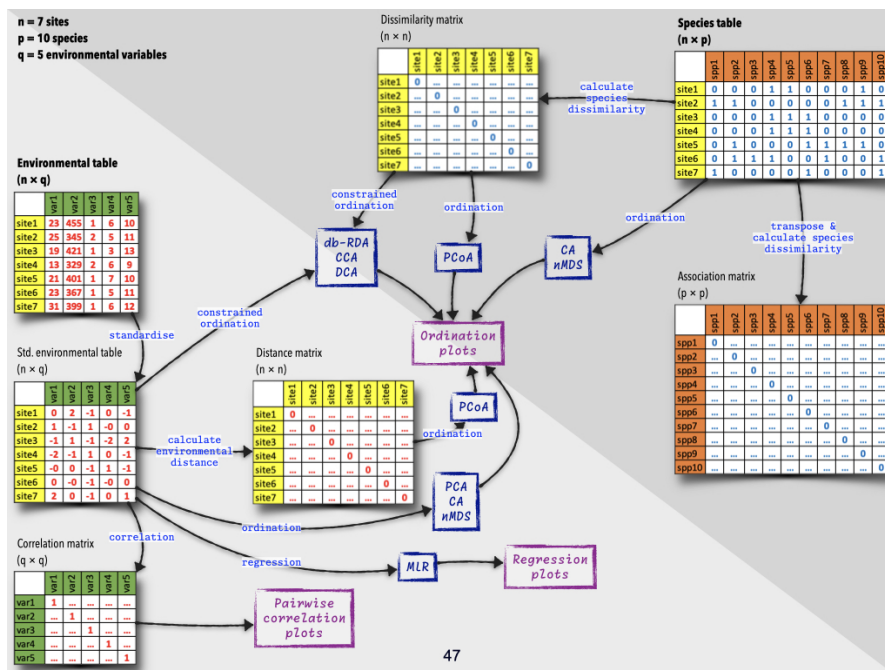 n = 7 sites
p = 10 species
q = 5 environmental variables
Dissimilarity matrix
(n × n)
site1 site2 site3 site4 site5 site6 site7
site1 0 ... ... ... ... ... ...
site2 ... 0 ... ... ... ... ...
site3 ... ... 0 ... ... ... ...
site4 ... ... ... 0 ... ... ...
site5 ... ... ... ... 0 ... ...
site6 ... ... ... ... ... 0 ...
site7 ... ... ... ... ... ... 0
calculate
species
dissimilarity
Species table
(n × p)
spp1 spp2 spp3 spp4 spp5 spp6 spp7 spp8 spp9 spp10
site1 0 0 0 1 1 0 0 0 1 0
site2 1 1 0 0 0 0 0 1 1 1
site3 0 0 0 1 1 1 0 0 0 0
site4 0 0 0 1 1 1 0 0 0 0
site5 0 1 0 0 0 1 1 1 1 0
site6 0 1 1 1 0 1 0 0 0 1
site7 1 0 0 0 0 1 0 0 0 1
Environmental table
(n × q)
var1 var2 var3 var4 var5
site1 23 455 1 6 10
site2 25 345 2 5 11
site3 19 421 1 3 13
site4 13 329 2 6 9
site5 21 401 1 7 10
site6 23 367 1 5 11
site7 31 399 1 6 12
constrained
ordination
ordination
ordination
transpose &
calculate species
dissimilarity
db-RDA
CCA
DCA
PCoA
CA
nMDS
constrained
ordination
standardise
Ordination
plots
Association matrix
(p × p)
spp1 spp2 spp3 spp4 spp5 spp6 spp7 spp8 spp9 spp10
spp1 0 ... ... ... ... ... ... ... ... ...
spp2 ... 0 ... ... ... ... ... ... ... ...
spp3 ... ... 0 ... ... ... ... ... ... ...
spp4 ... ... ... 0 ... ... ... ... ... ...
spp5 ... ... ... ... 0 ... ... ... ... ...
spp6 ... ... ... ... ... 0 ... ... ... ...
spp7 ... ... ... ... ... ... 0 ... ... ...
spp8 ... ... ... ... ... ... ... 0 ... ...
spp9 ... ... ... ... ... ... ... ... 0 ...
spp10 ... ... ... ... ... ... ... ... ... 0
Std. environmental table
(n × q)
var1 var2 var3 var4 var5
site1 0 2 -1 0 -1
site2 1 -1 1 -0 0
site3 -1 1 -1 -2 2
site4 -2 -1 1 0 -1
site5 -0 0 -1 1 -1
site6 0 -0 -1 -0 0
site7 2 0 -1 0 1
calculate
environmental
distance
Distance matrix
(n × n)
site1 site2 site3 site4 site5 site6 site7
site1 0 ... ... ... ... ... ...
site2 ... 0 ... ... ... ... ...
site3 ... ... 0 ... ... ... ...
site4 ... ... ... 0 ... ... ...
site5 ... ... ... ... 0 ... ...
site6 ... ... ... ... ... 0 ...
site7 ... ... ... ... ... ... 0
PCoA
ordination
PCA
CA
nMDS
ordination
correlation
regression
MLR
Regression
plots
Correlation matrix
(q × q)
var1 var2 var3 var4 var5
var1 1 ... ... ... ...
var2 ... 1 ... ... ...
var3 ... ... 1 ... ...
var4 ... ... ... 1 ...
var5 ... ... ... ... 1
Pairwise
correlation
plots
47